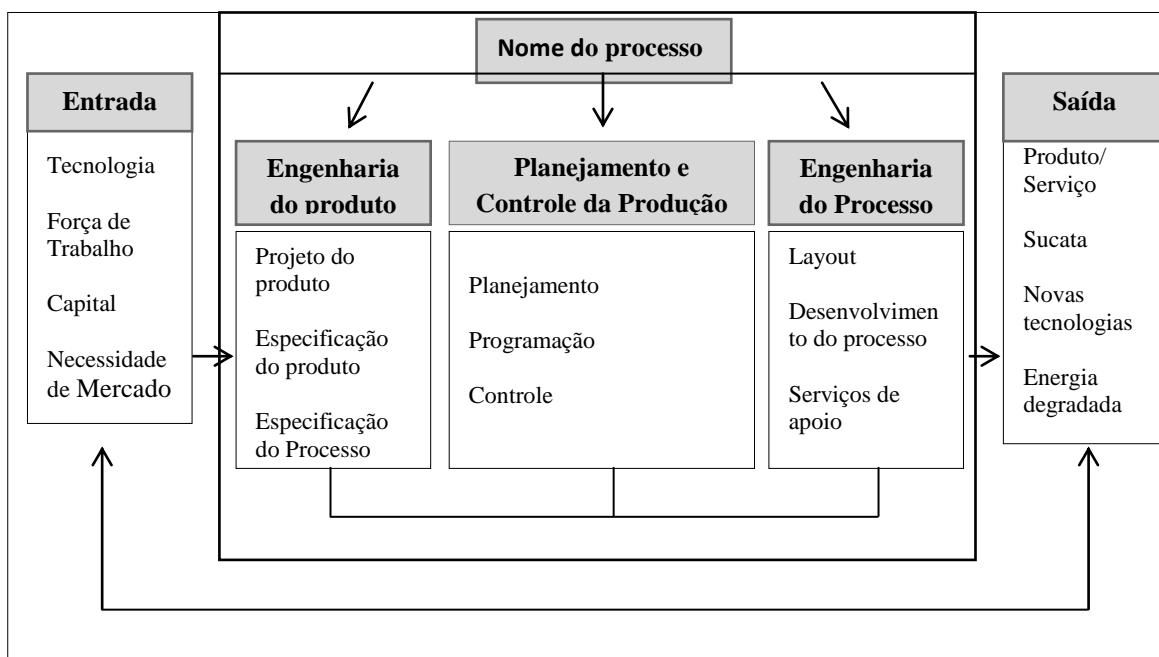 Nome do processo
Entrada
Tecnologia
Força de
Trabalho
Capital
Necessidade
de Mercado
Engenharia
do produto
Projeto do
produto
Especificação
do produto
Especificação
do Processo
Planejamento e
Controle da Produção
Planejamento
Programação
Controle
Engenharia
do Processo
Layout
Desenvolvimen
to do processo
Serviços de
apoio
Saída
Produto/
Serviço
Sucata
Novas
tecnologias
Energia
degradada